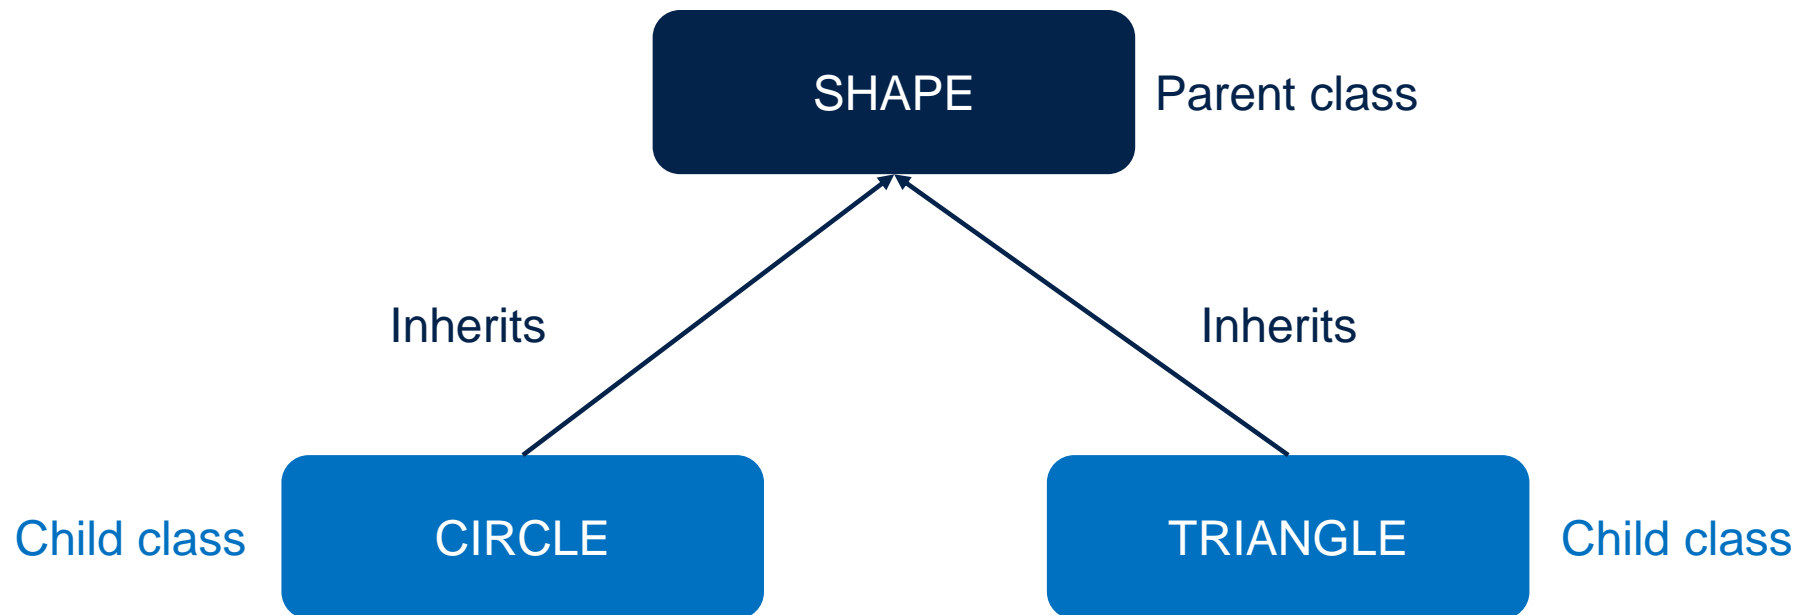 SHAPE
Parent class
Inherits
Inherits
Child class
CIRCLE
TRIANGLE
Child class